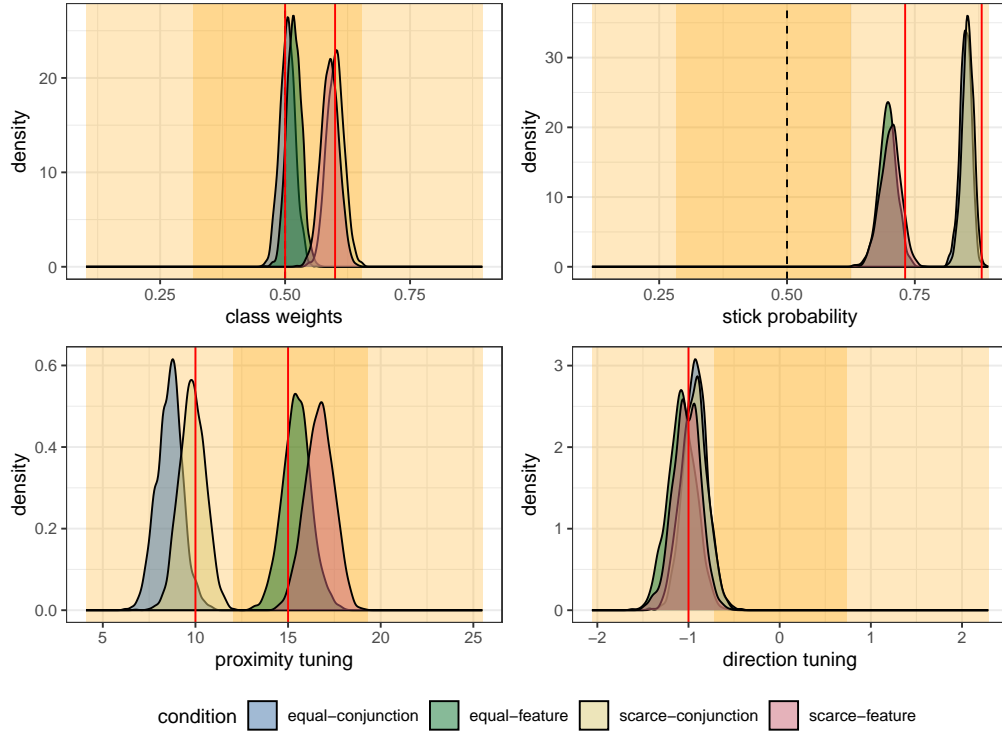 density
20
10
0
0.25 0.50 0.75
class weights
density
30
20
10
0
0.25 0.50 0.75
stick probability
density
0.6
0.4
0.2
0.0
5 10 15 20 25
proximity tuning
density
3
2
1
0
−2 −1 0 1 2
direction tuning
condition equal−conjunction equal−feature scarce−conjunction scarce−feature